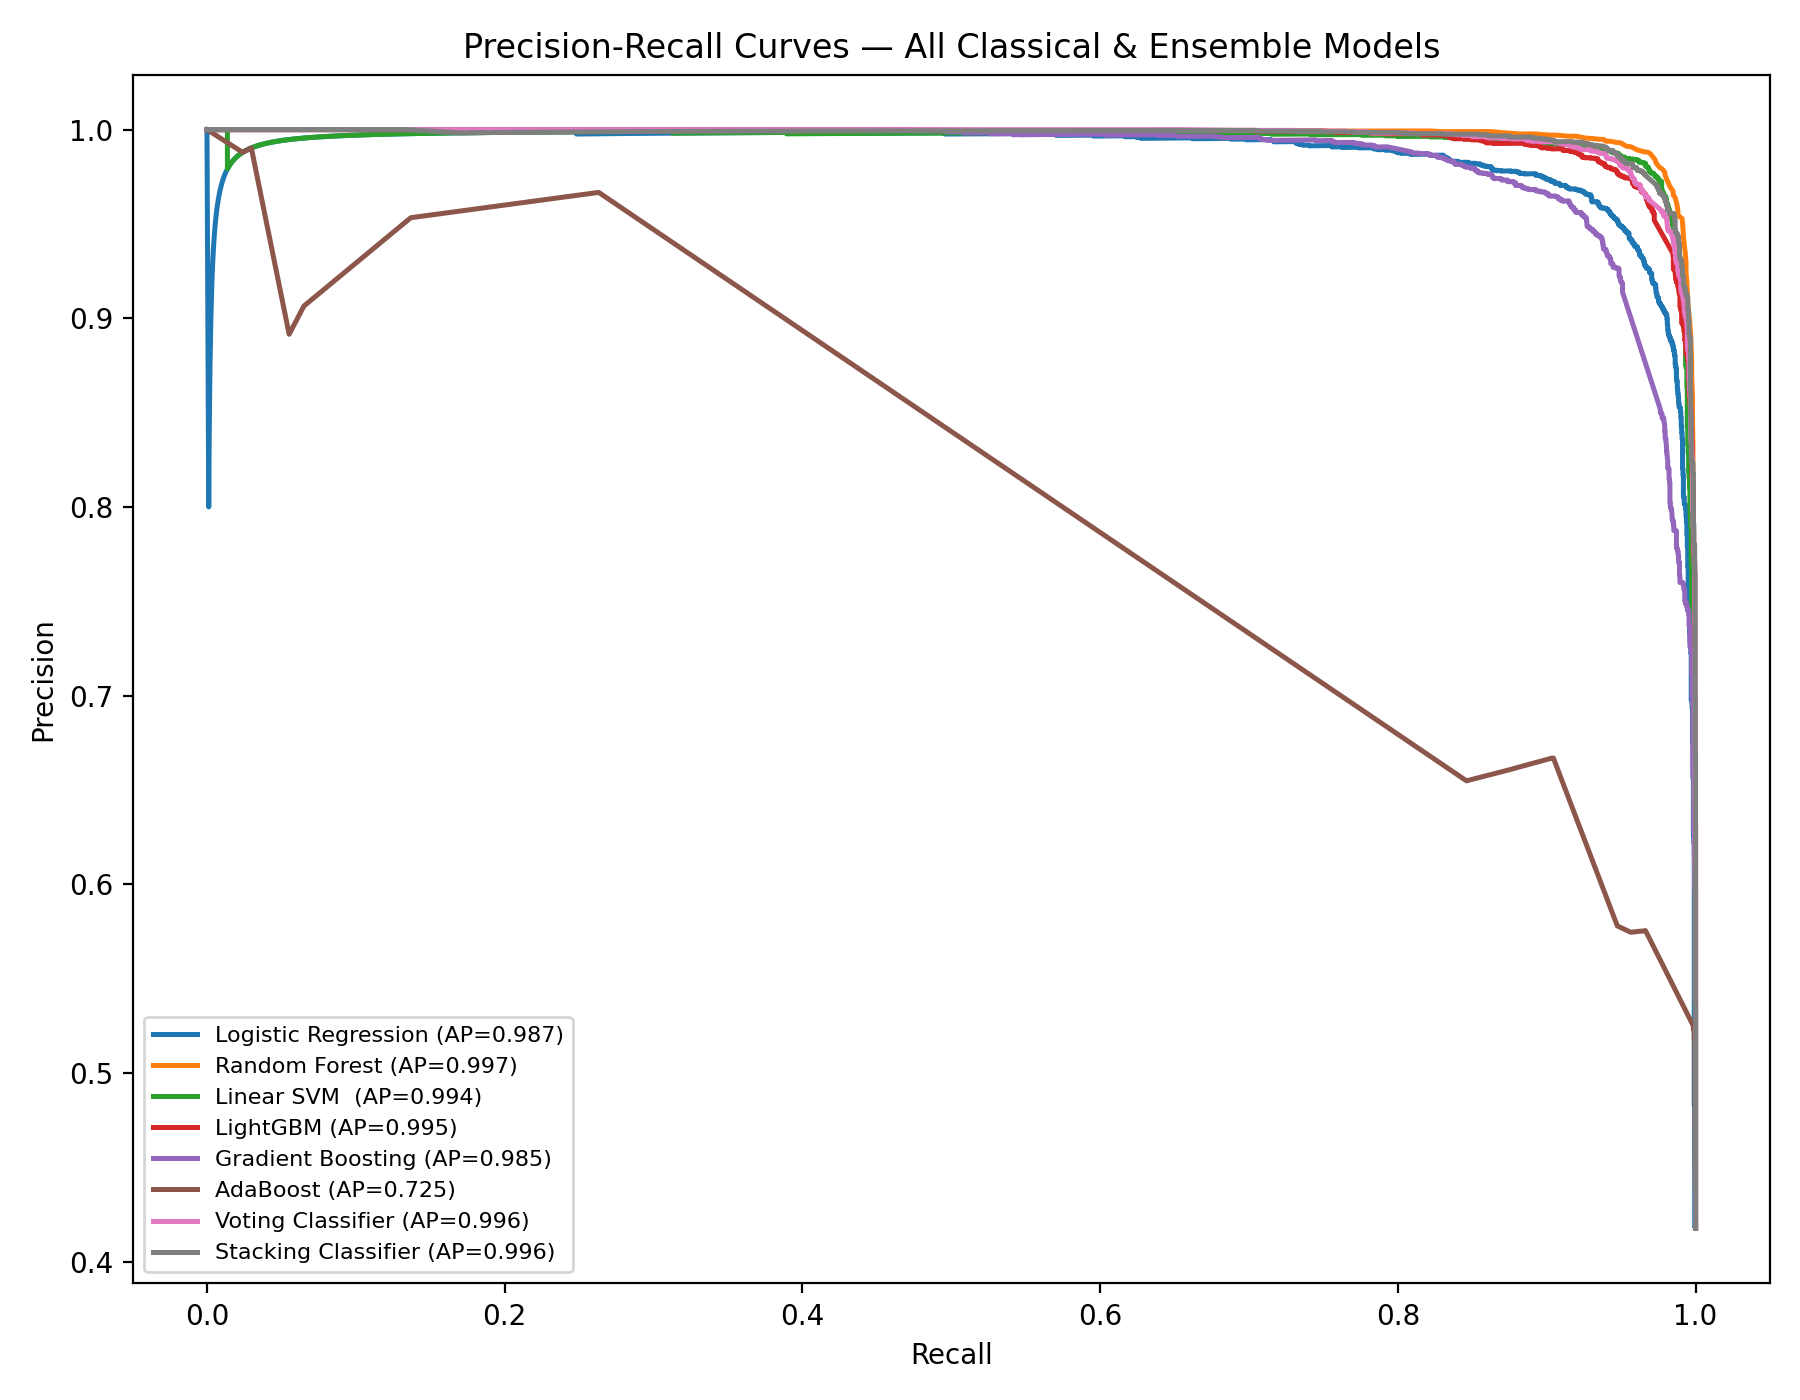 Precision-Recall Curves — All Classical & Ensemble Models
1.0
0.9
0.8
0.7
0.6
0.5
0.4
Precision
Logistic Regression (AP=0.987)
Random Forest (AP=0.997)
Linear SVM  (AP=0.994)
LightGBM (AP=0.995)
Gradient Boosting (AP=0.985)
AdaBoost (AP=0.725)
Voting Classifier (AP=0.996)
Stacking Classifier (AP=0.996)
0.0 0.2 0.4 0.6 0.8 1.0
Recall